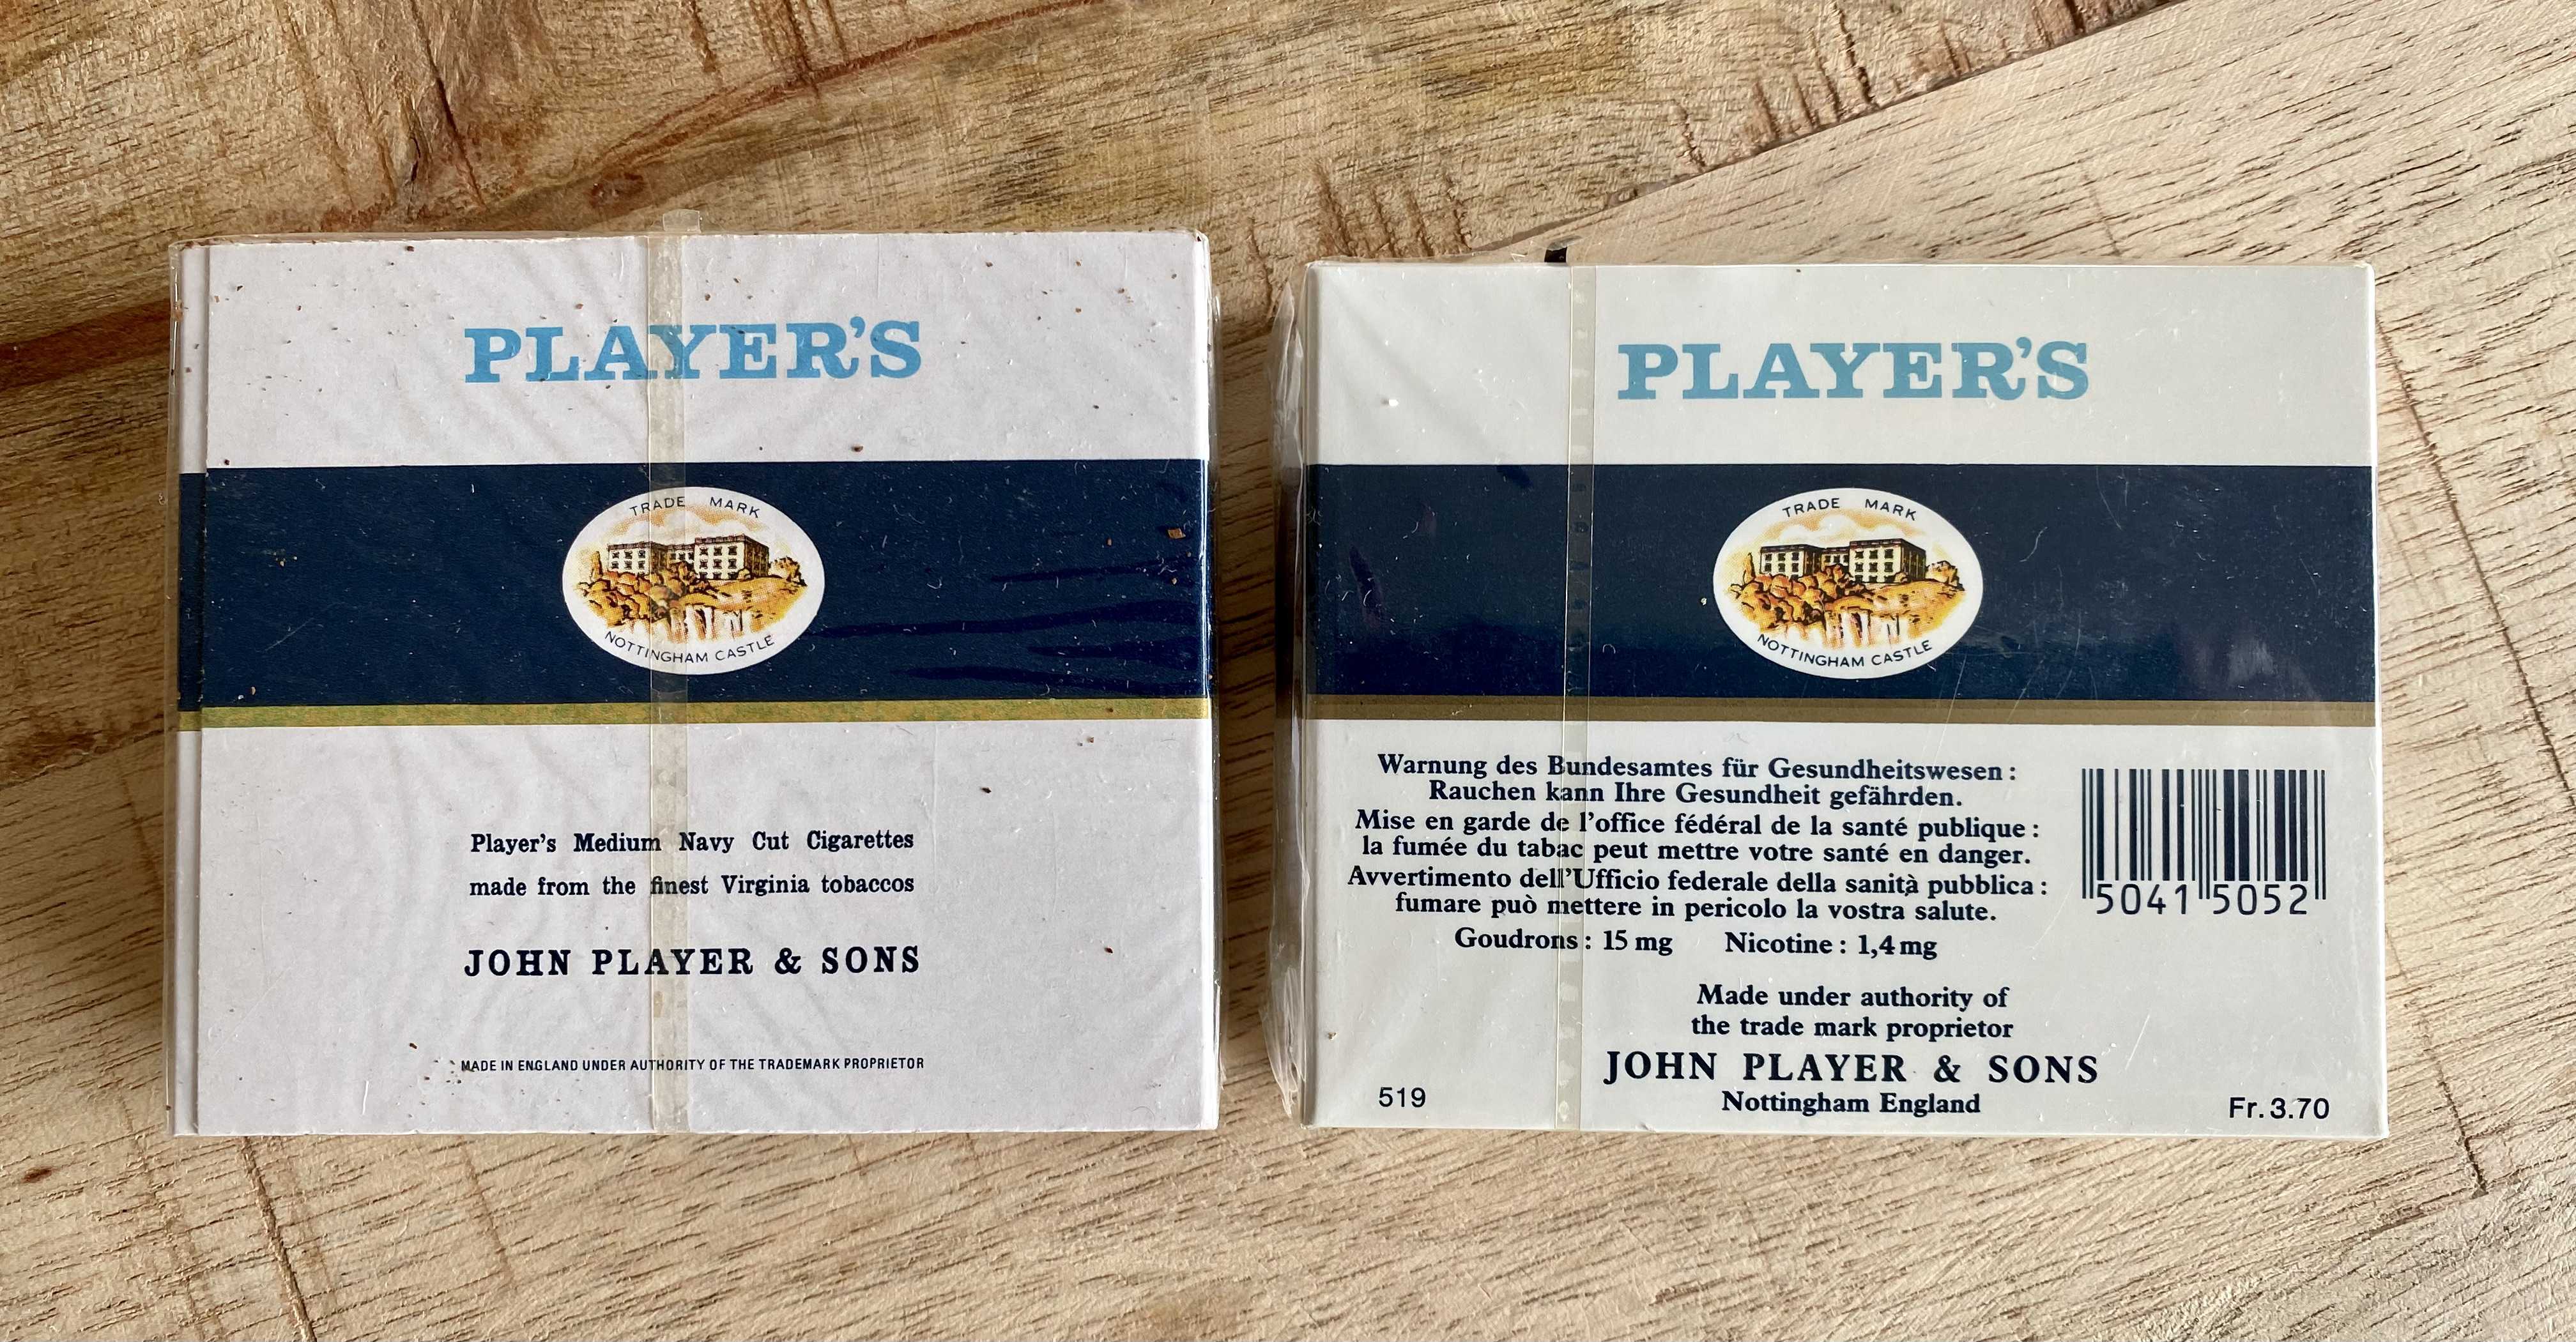 PLAYER'S
TRADE MARK
NOTTINGHAM CASTLE
Player's Medium Navy Cut Cigarettes
made from the finest Virginia tobaccos
JOHN PLAYER & SONS
MADE IN ENGLAND UNDER AUTHORITY OF THE TRADEMARK PROPRIETOR
PLAYER'S
TRADE MARK
NOTTINGHAM CASTLE
Warnung des Bundesamtes für Gesundheitswesen :
Rauchen kann Ihre Gesundheit gefährden.
Mise en garde de l'office fédéral de la santé publique :
la fumée du tabac peut mettre votre santé en danger.
Avvertimento dell'Ufficio federale della sanità pubblica :
fumare può mettere in pericolo la vostra salute.
Goudrons : 15 mg Nicotine : 1,4 mg
5041 5052
Made under authority of
the trade mark proprietor
JOHN PLAYER & SONS
Nottingham England
519
Fr. 3.70